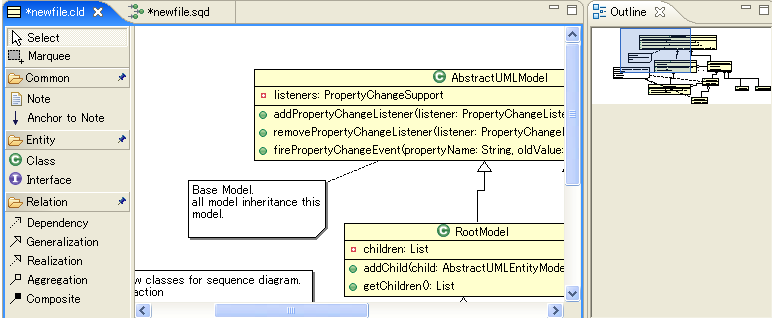 *newfile.cld
*newfile.sqd
Outline
Select
Marquee
Common
Note
Anchor to Note
Entity
Class
Interface
Relation
Dependency
Generalization
Realization
Aggregation
Composite
AbstractUMLModel
listeners: PropertyChangeSupport
addPropertyChangeListener(listener: PropertyChangeListe
removePropertyChangeListener(listener: PropertyChangeL
firePropertyChangeEvent(propertyName: String, oldValue:
Base Model.
all model inheritance this
model.
RootModel
children: List
addChild(child: AbstractUMLEntityMode
getChildren(): List
w classes for sequence diagram.
action